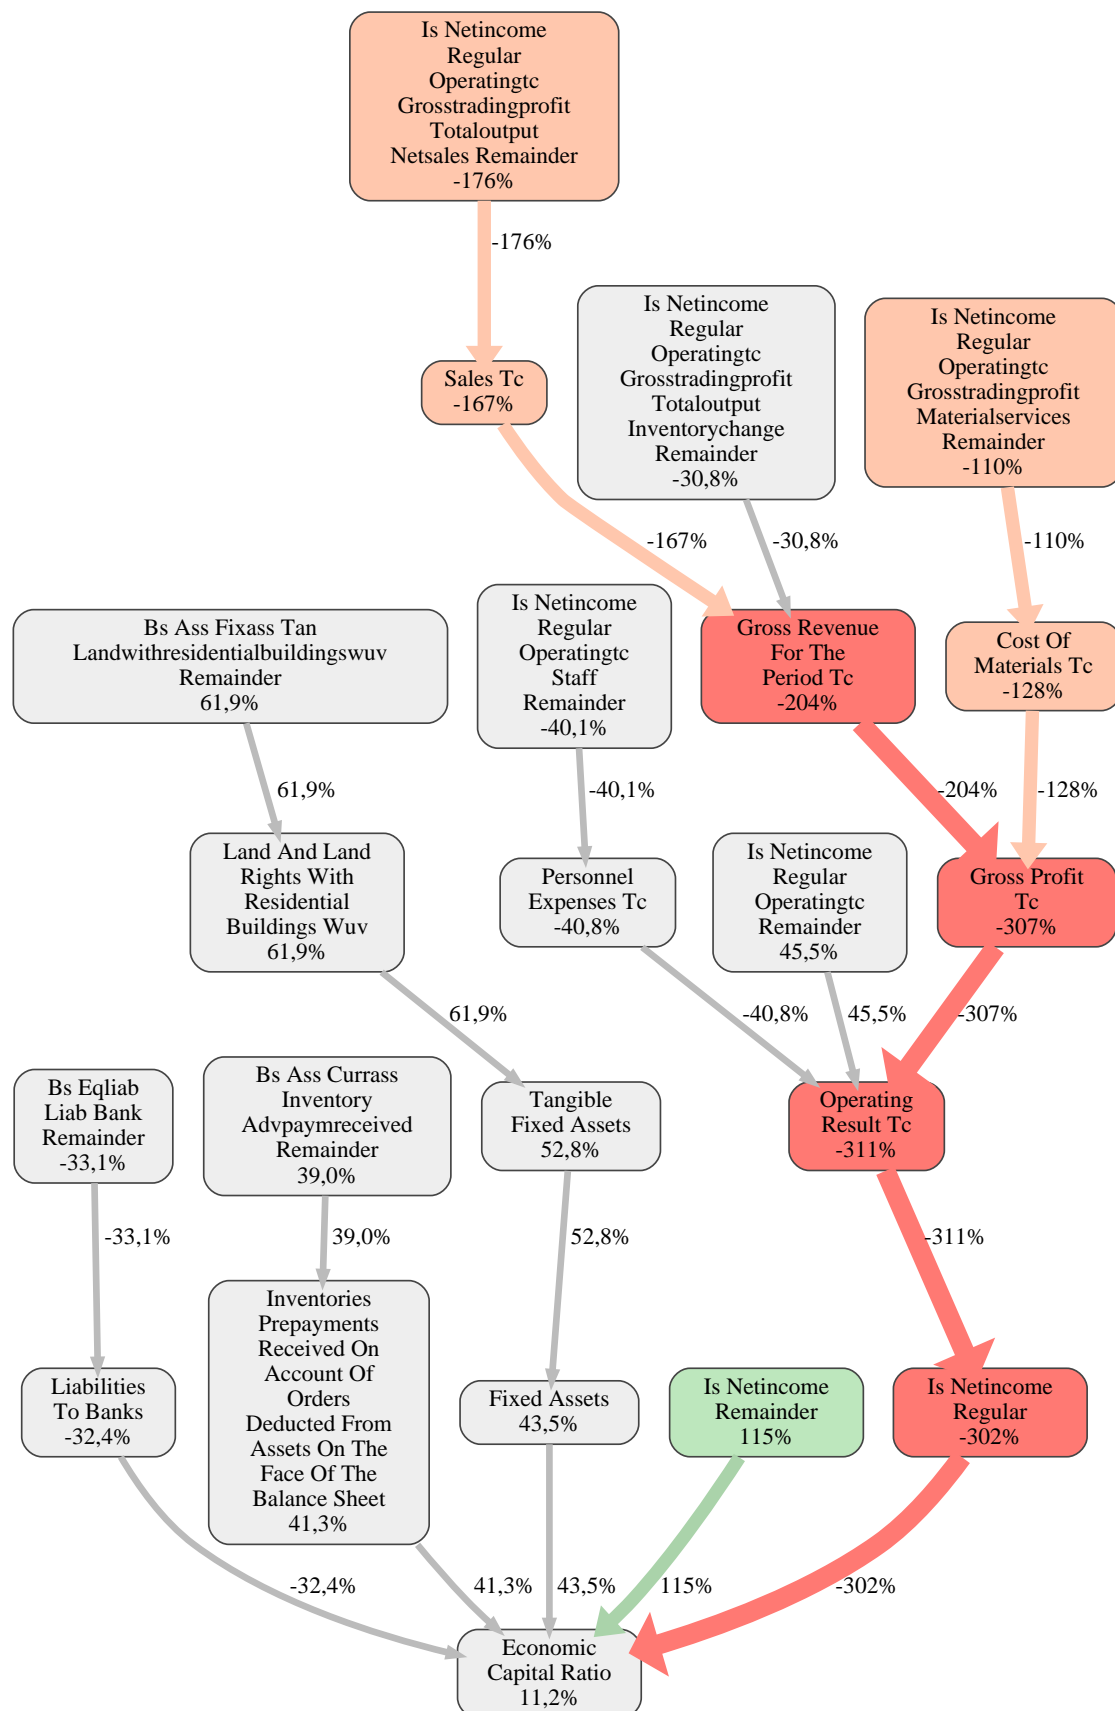 Is Netincome
Regular
Operatingtc
Grosstradingprofit
Totaloutput
Netsales Remainder
-176%
-176%
Sales Tc
-167%
Is Netincome
Regular
Operatingtc
Grosstradingprofit
Totaloutput
Inventorychange
Remainder
-30,8%
Is Netincome
Regular
Operatingtc
Grosstradingprofit
Materialservices
Remainder
-110%
-167%
-30,8%
-110%
Bs Ass Fixass Tan
Landwithresidentialbuildingswuv
Remainder
61,9%
Is Netincome
Regular
Operatingtc
Staff
Remainder
-40,1%
Gross Revenue
For The
Period Tc
-204%
Cost Of
Materials Tc
-128%
61,9%
-40,1%
-204%
-128%
Land And Land
Rights With
Residential
Buildings Wuv
61,9%
Personnel
Expenses Tc
-40,8%
Is Netincome
Regular
Operatingtc
Remainder
45,5%
Gross Profit
Tc
-307%
61,9%
-40,8%
45,5%
-307%
Bs Eqliab
Liab Bank
Remainder
-33,1%
Bs Ass Currass
Inventory
Advpaymreceived
Remainder
39,0%
Tangible
Fixed Assets
52,8%
Operating
Result Tc
-311%
-33,1%
39,0%
52,8%
-311%
Liabilities
To Banks
-32,4%
Inventories
Prepayments
Received On
Account Of
Orders
Deducted From
Assets On The
Face Of The
Balance Sheet
41,3%
Fixed Assets
43,5%
Is Netincome
Remainder
115%
Is Netincome
Regular
-302%
-32,4%
41,3%
43,5%
115%
-302%
Economic
Capital Ratio
11,2%